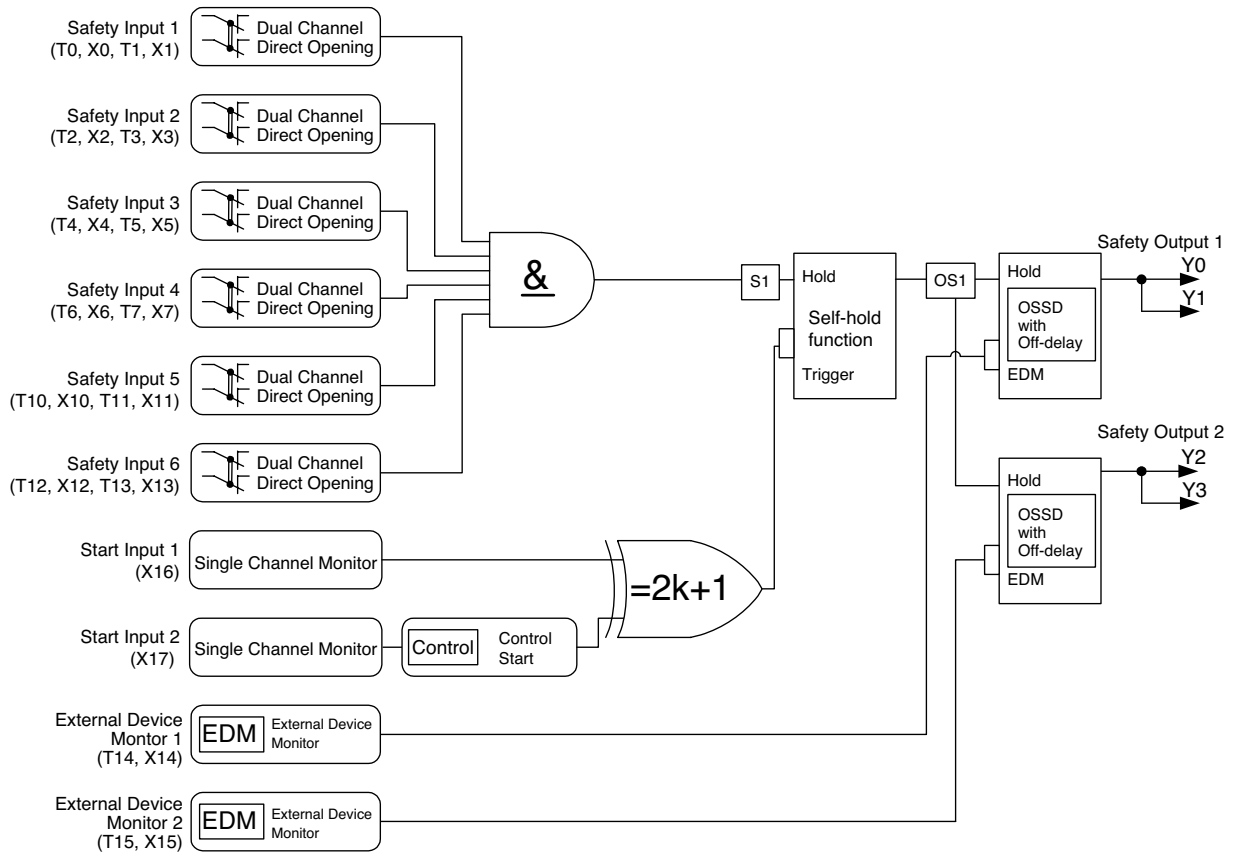 Safety Input 1
(T0, X0, T1, X1)
Dual Channel
Direct Opening
Safety Input 2
(T2, X2, T3, X3)
Dual Channel
Direct Opening
Safety Input 3
(T4, X4, T5, X5)
Dual Channel
Direct Opening
Safety Input 4
(T6, X6, T7, X7)
Dual Channel
Direct Opening
Safety Input 5
(T10, X10, T11, X11)
Dual Channel
Direct Opening
Safety Input 6
(T12, X12, T13, X13)
Dual Channel
Direct Opening
&
S1
Hold
Self-hold
function
Trigger
OS1
Safety Output 1
Hold
OSSD
with
Off-delay
EDM
Y0
Y1
Safety Output 2
Hold
OSSD
with
Off-delay
EDM
Y2
Y3
Start Input 1
(X16)
Single Channel Monitor
=2k+1
Start Input 2
(X17)
Single Channel Monitor
Control
Control
Start
External Device
Montor 1
(T14, X14)
EDM
External Device
Monitor
External Device
Monitor 2
(T15, X15)
EDM
External Device
Monitor